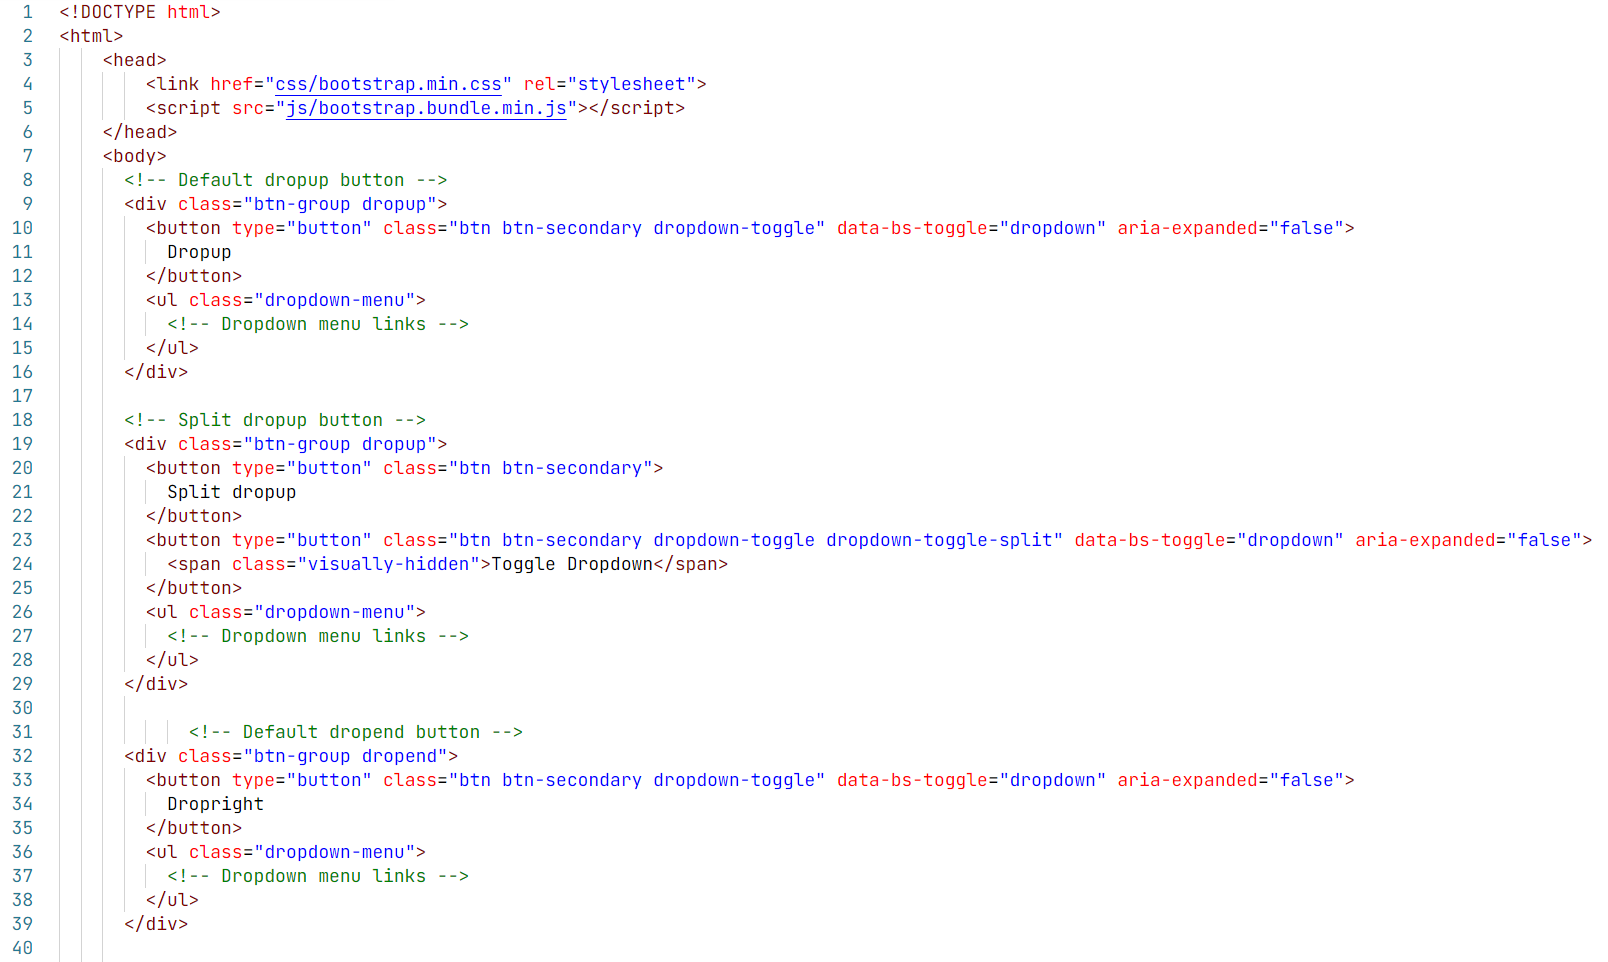 1 <!DOCTYPE html>
2 <html>
3     <head>
4         <link href="css/bootstrap.min.css" rel="stylesheet">
5         <script src="js/bootstrap.bundle.min.js"></script>
6     </head>
7     <body>
8       <!-- Default dropup button -->
9       <div class="btn-group dropup">
10         <button type="button" class="btn btn-secondary dropdown-toggle" data-bs-toggle="dropdown" aria-expanded="false">
11           Dropup
12         </button>
13         <ul class="dropdown-menu">
14           <!-- Dropdown menu links -->
15         </ul>
16       </div>
17
18       <!-- Split dropup button -->
19       <div class="btn-group dropup">
20         <button type="button" class="btn btn-secondary">
21           Split dropup
22         </button>
23         <button type="button" class="btn btn-secondary dropdown-toggle dropdown-toggle-split" data-bs-toggle="dropdown" aria-expanded="false">
24           <span class="visually-hidden">Toggle Dropdown</span>
25         </button>
26         <ul class="dropdown-menu">
27           <!-- Dropdown menu links -->
28         </ul>
29       </div>
30
31             <!-- Default dropend button -->
32       <div class="btn-group dropend">
33         <button type="button" class="btn btn-secondary dropdown-toggle" data-bs-toggle="dropdown" aria-expanded="false">
34           Dropright
35         </button>
36         <ul class="dropdown-menu">
37           <!-- Dropdown menu links -->
38         </ul>
39       </div>
40